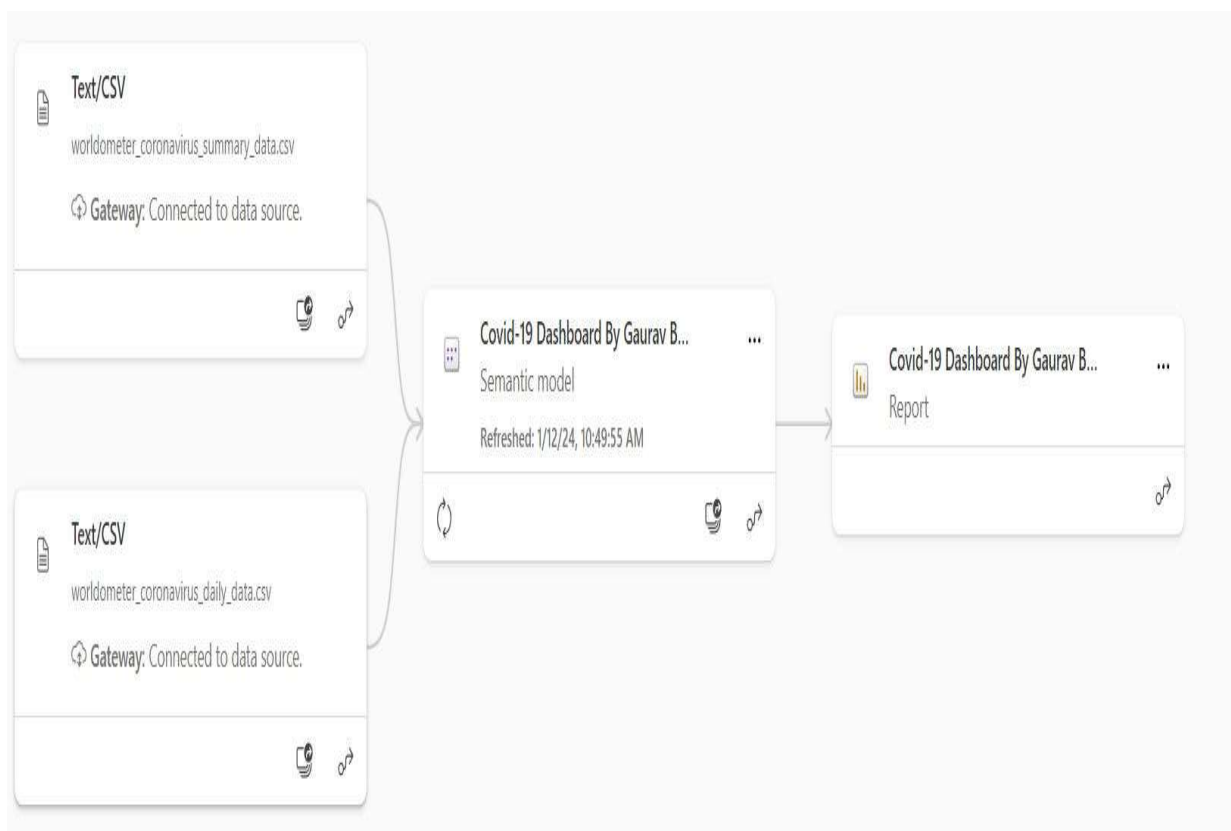 Text/CSV
worldometer_coronavirus_summary_data.csv
Gateway: Connected to data source.
Covid-19 Dashboard By Gaurav B...
Semantic model
Refreshed: 1/12/24, 10:49:55 AM
Covid-19 Dashboard By Gaurav B...
Report
Text/CSV
worldometer_coronavirus_daily_data.csv
Gateway: Connected to data source.